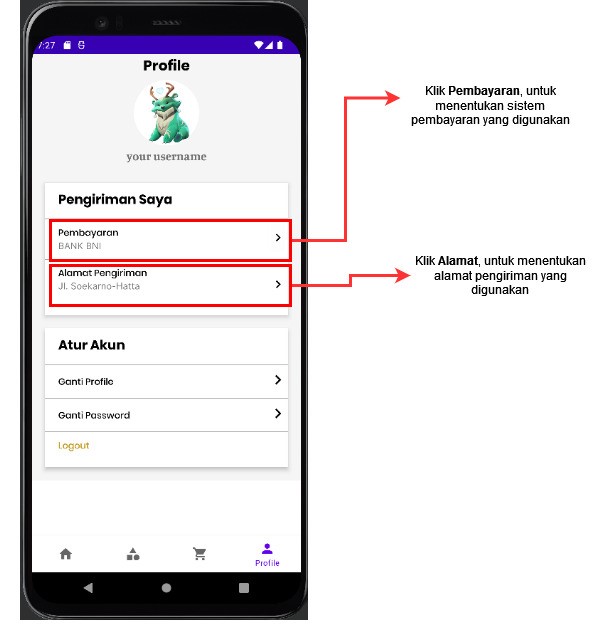 7:27
Profile
your username
Pengiriman Saya
Pembayaran
BANK BNI
Alamat Pengiriman
Jl. Soekarno-Hatta
Atur Akun
Ganti Profile
Ganti Password
Logout
Profile
Klik Pembayaran, untuk
menentukan sistem
pembayaran yang digunakan
Klik Alamat, untuk menentukan
alamat pengiriman yang
digunakan